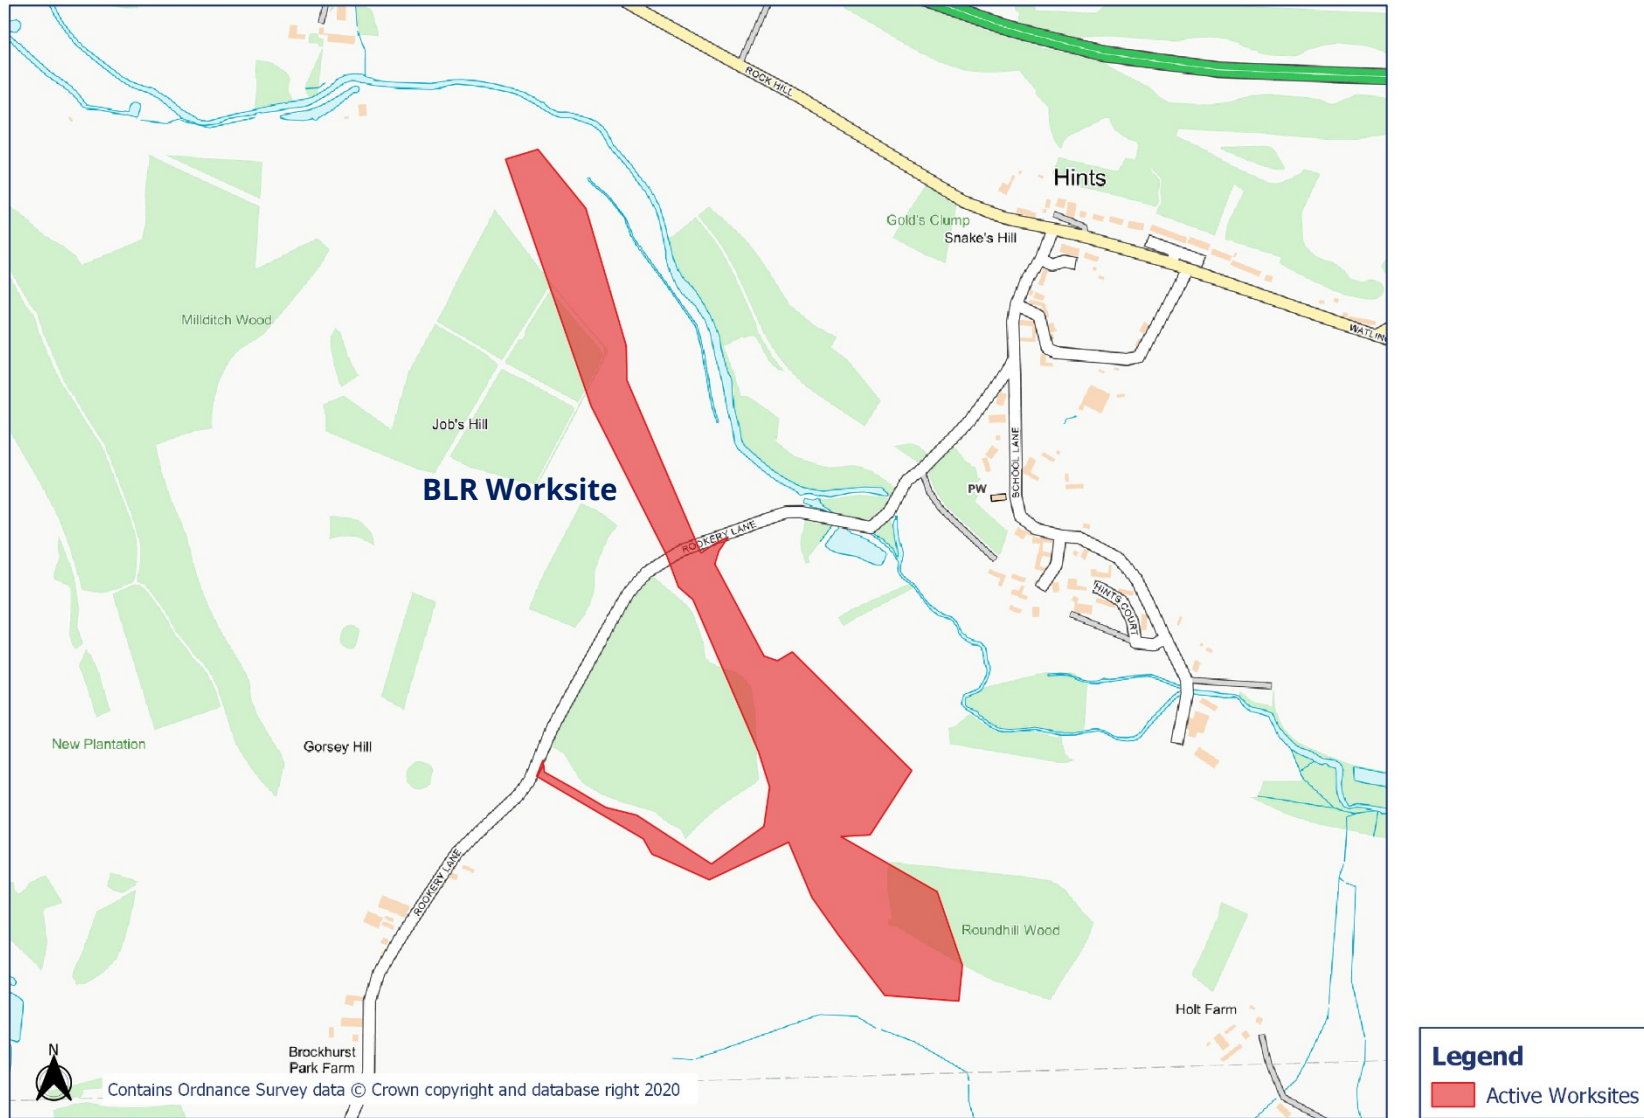 ROCK HILL
Hints
Gold's Clump
Snake's Hill
Millditch Wood
WATLIN
Job's Hill
SCHOOL LANE
BLR Worksite
PW
ROOKERY LANE
HINTS COURT
New Plantation
Gorsey Hill
ROOKERY LANE
Roundhill Wood
Holt Farm
N
Brockhurst
Park Farm
Contains Ordnance Survey data © Crown copyright and database right 2020
Legend
Active Worksites